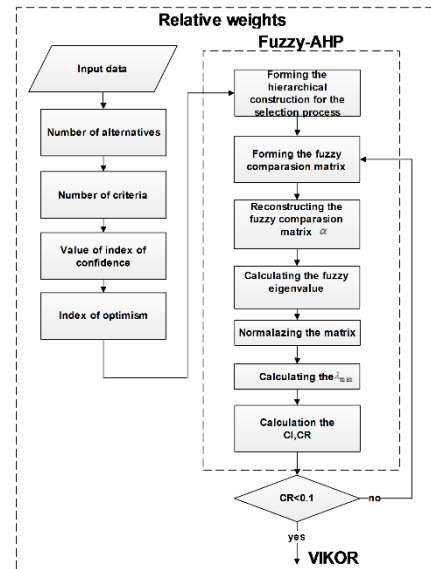 Relative weights
Fuzzy-AHP
Input data
Number of alternatives
Number of criteria
Value of index of
confidence
Index of optimism
Forming the
hierarchical construction for the
selection process
Forming the fuzzy
comparasion matrix
Reconstructing the
fuzzy comparasion
matrix α
Calculating the fuzzy
eigenvalue
Normalazing the matrix
Calculating the λmax
Calculation the
CI,CR
CR<0.1
no
yes
VIKOR